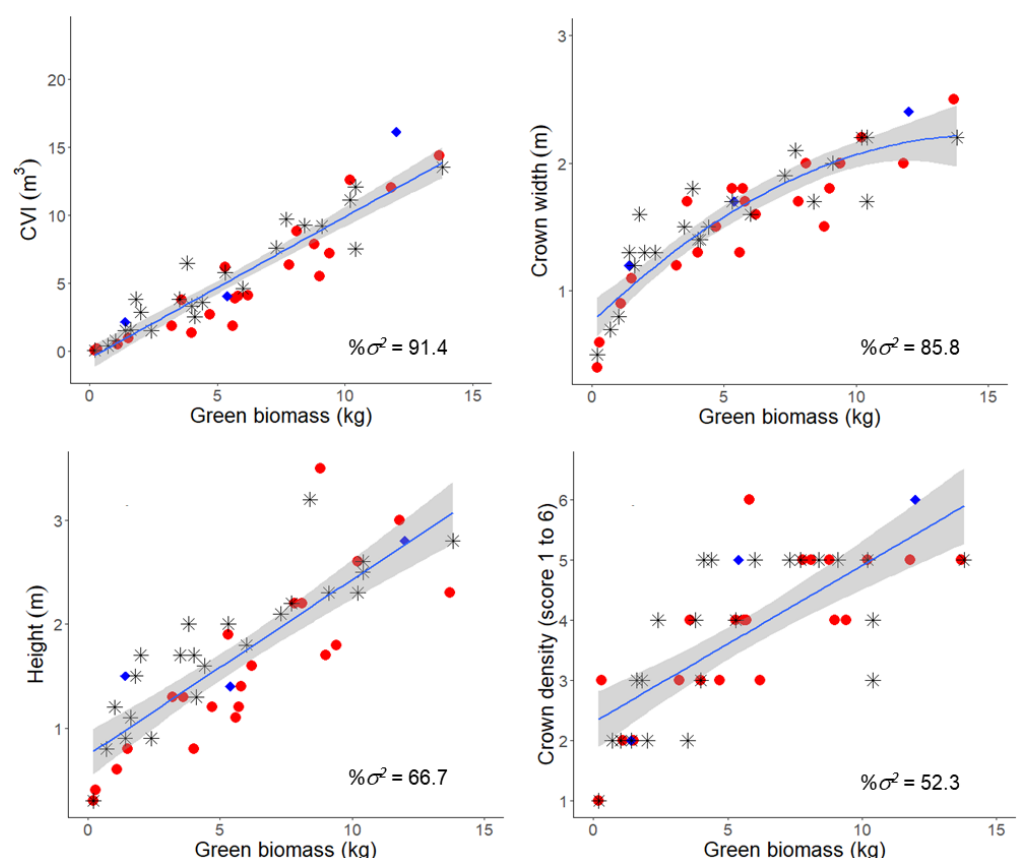 CVI (m³)
20
15
10
5
0
%σ² = 91.4
0 5 10 15
Green biomass (kg)
Crown width (m)
3
2
1
%σ² = 85.8
0 5 10 15
Green biomass (kg)
Height (m)
3
2
1
%σ² = 66.7
0 5 10 15
Green biomass (kg)
Crown density (score 1 to 6)
6
5
4
3
2
1
%σ² = 52.3
0 5 10 15
Green biomass (kg)